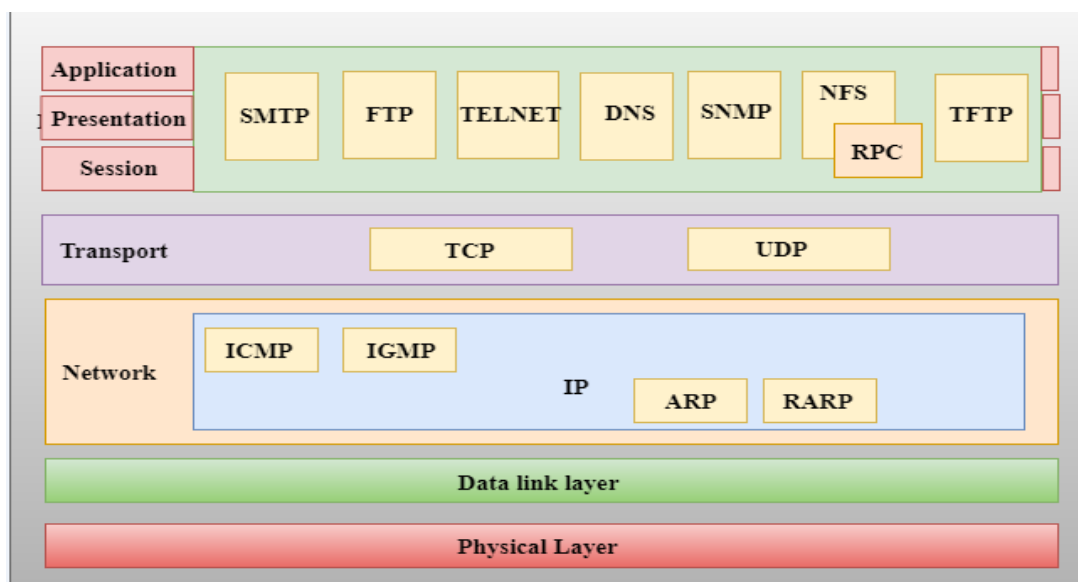 Application
Presentation
Session
SMTP
FTP
TELNET
DNS
SNMP
NFS
RPC
TFTP
Transport
TCP
UDP
Network
ICMP
IGMP
IP
ARP
RARP
Data link layer
Physical Layer